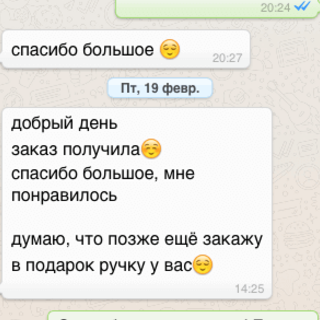 20:24
спасибо большое 😌
20:27
Пт, 19 февр.
добрый день
заказ получила☺️
спасибо большое, мне
понравилось
думаю, что позже ещё закажу
в подарок ручку у вас😌
14:25